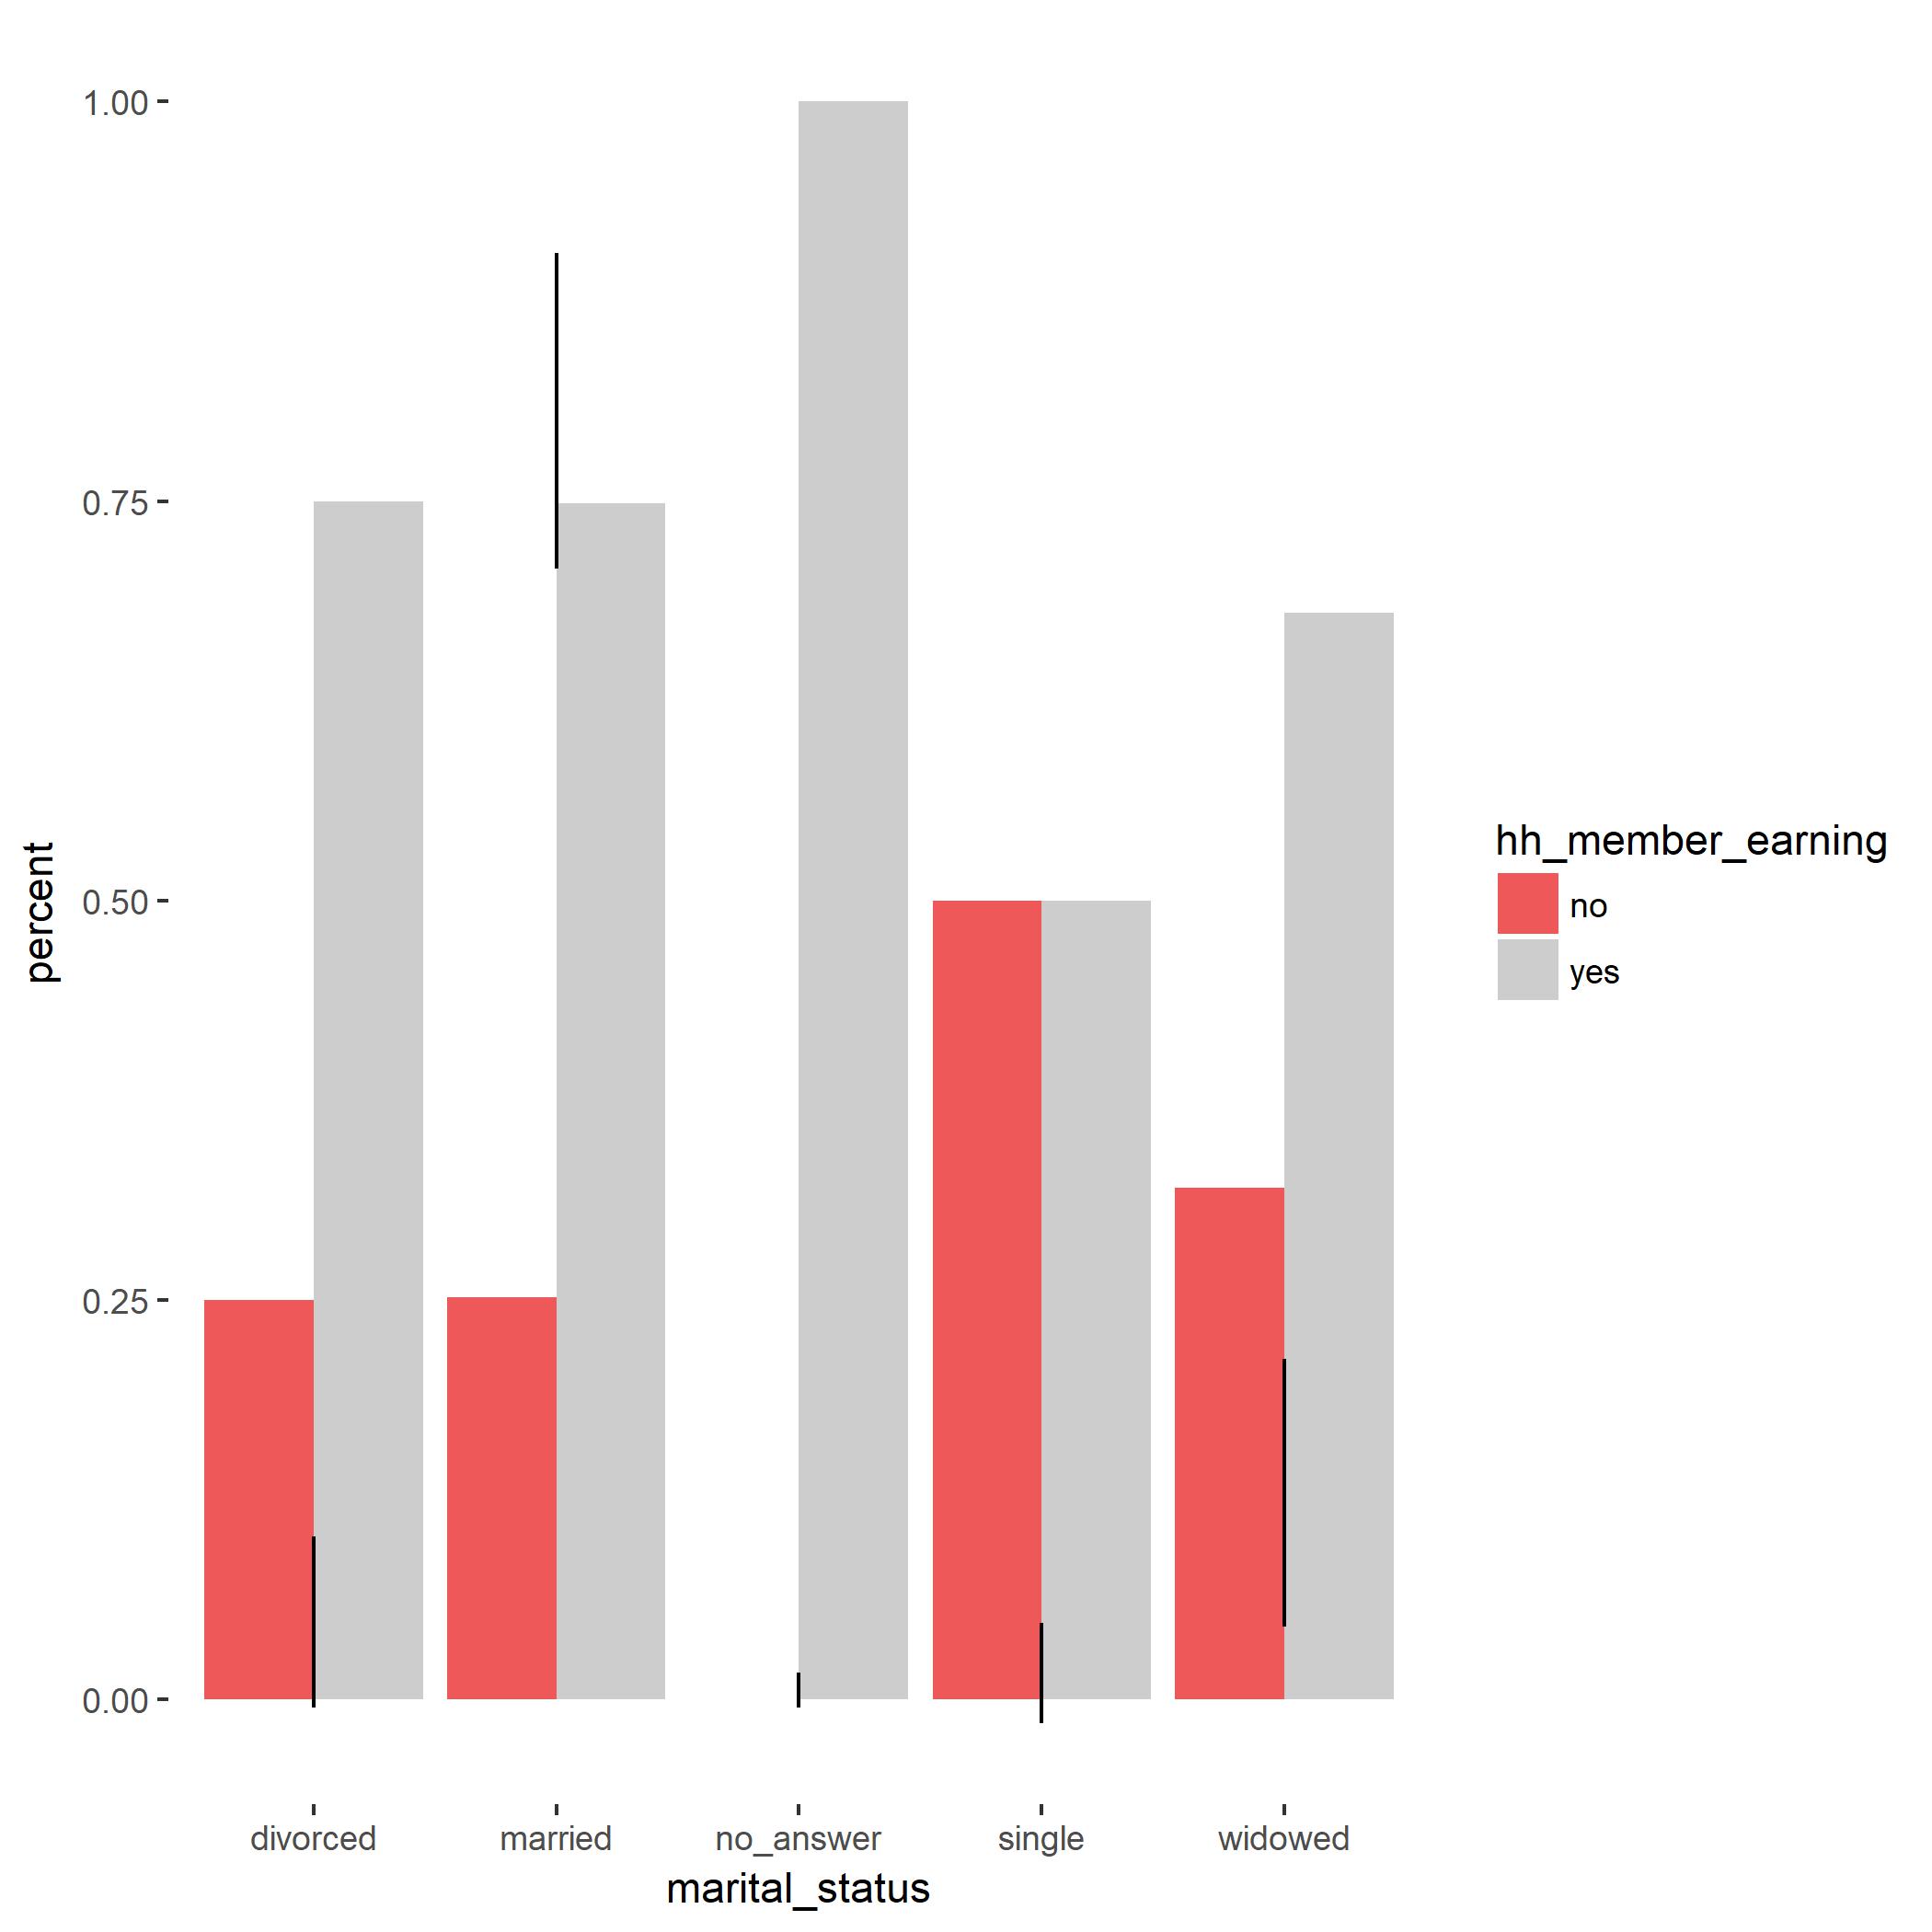 1.00
0.75
0.50
0.25
0.00
percent
divorced married no_answer single widowed
marital_status
hh_member_earning
no
yes